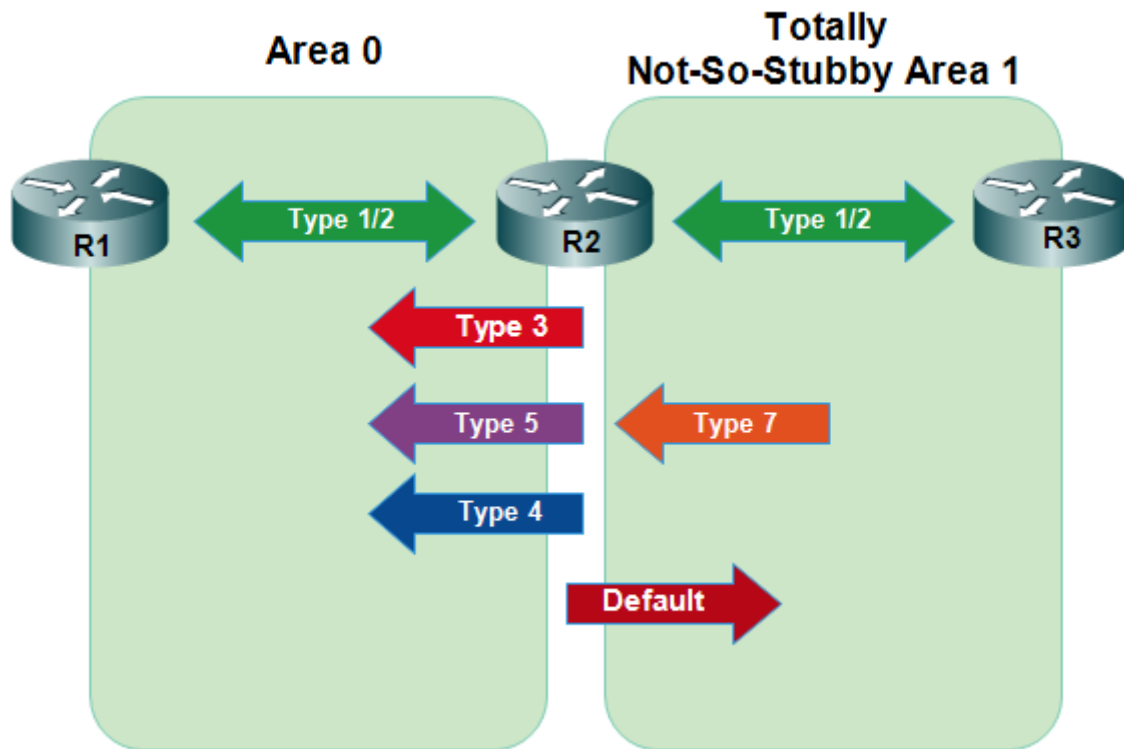 Area 0
Totally
Not-So-Stubby Area 1
R1
Type 1/2
R2
Type 1/2
R3
Type 3
Type 5
Type 7
Type 4
Default